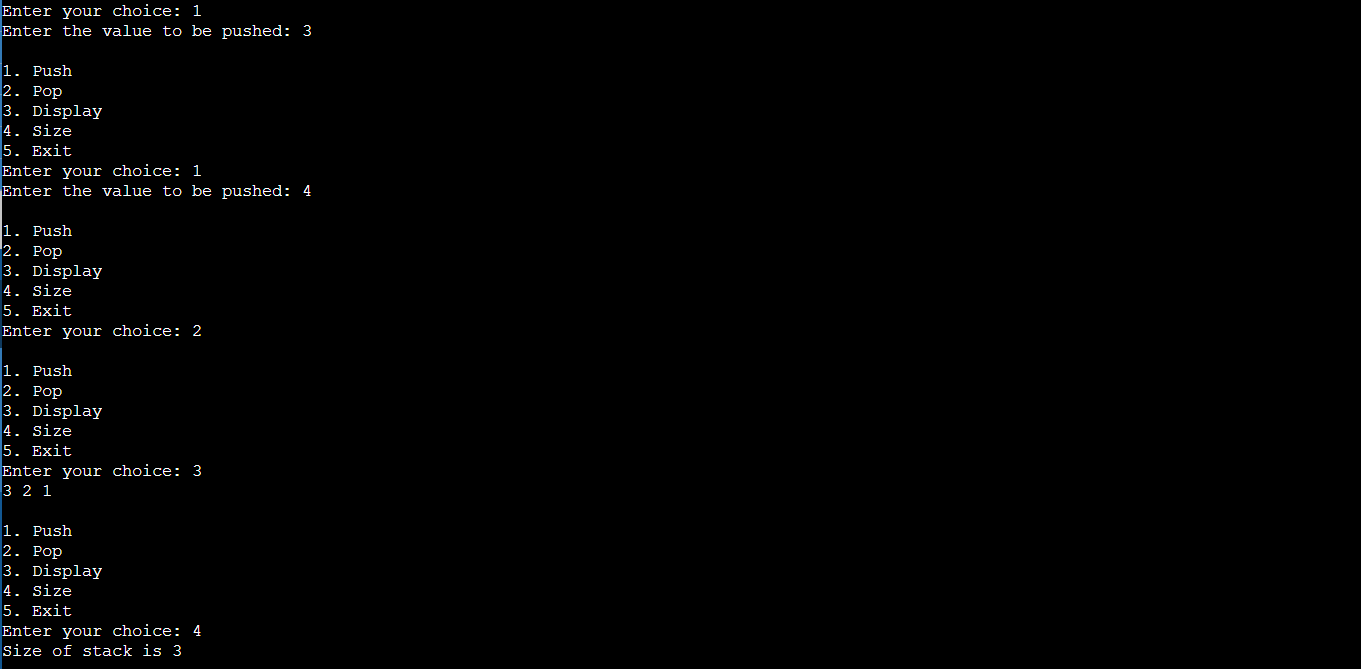 Enter your choice: 1
Enter the value to be pushed: 3
1. Push
2. Pop
3. Display
4. Size
5. Exit
Enter your choice: 1
Enter the value to be pushed: 4
1. Push
2. Pop
3. Display
4. Size
5. Exit
Enter your choice: 2
1. Push
2. Pop
3. Display
4. Size
5. Exit
Enter your choice: 3
3 2 1
1. Push
2. Pop
3. Display
4. Size
5. Exit
Enter your choice: 4
Size of stack is 3